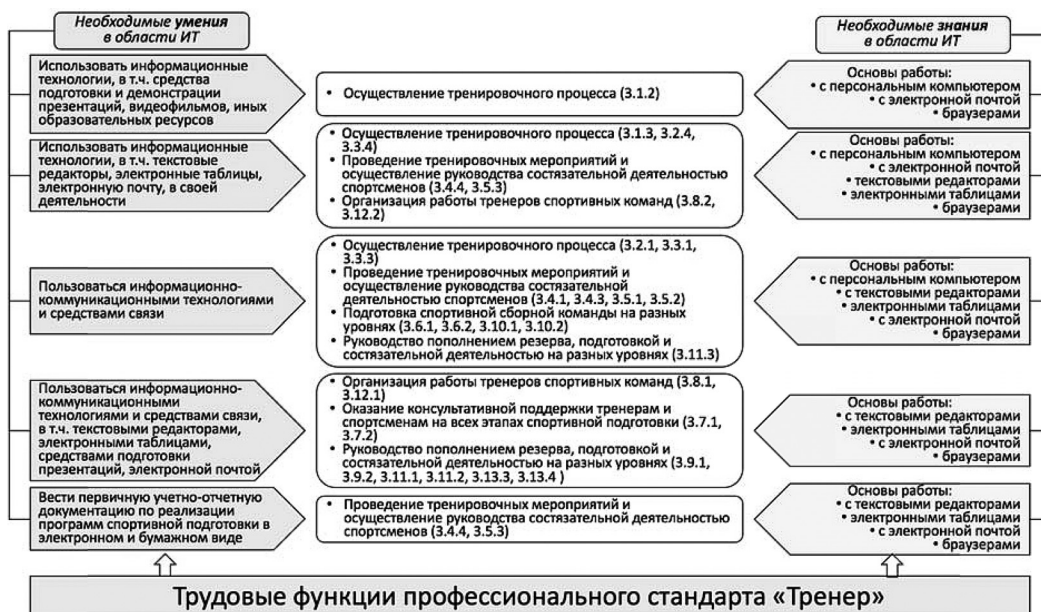 Необходимые умения
в области ИТ
Необходимые знания
в области ИТ
Использовать информационные
технологии, в т.ч. средства
подготовки и демонстрации
презентаций, видеофильмов, иных
образовательных ресурсов
• Осуществление тренировочного процесса (3.1.2)
Основы работы:
• с персональным компьютером
• с электронной почтой
• браузерами
Использовать информационные
технологии, в т.ч. текстовые
редакторы, электронные таблицы,
электронную почту, в своей
деятельности
• Осуществление тренировочного процесса (3.1.3, 3.2.4,
3.3.4)
• Проведение тренировочных мероприятий и
осуществление руководства состязательной деятельностью
спортсменов (3.4.4, 3.5.3)
• Организация работы тренеров спортивных команд (3.8.2,
3.12.2)
Основы работы:
• с персональным компьютером
• с электронной почтой
• текстовыми редакторами
• электронными таблицами
• браузерами
Пользоваться информационно-
коммуникационными технологиями
и средствами связи
• Осуществление тренировочного процесса (3.2.1, 3.3.1,
3.3.3)
• Проведение тренировочных мероприятий и
осуществление руководства состязательной
деятельностью спортсменов (3.4.1, 3.4.3, 3.5.1, 3.5.2)
• Подготовка спортивной сборной команды на разных
уровнях (3.6.1, 3.6.2, 3.10.1, 3.10.2)
• Руководство пополнением резерва, подготовкой и
состязательной деятельностью на разных уровнях (3.11.3)
Основы работы:
• с персональным компьютером
• с текстовыми редакторами
• электронными таблицами
• с электронной почтой
• браузерами
Пользоваться информационно-
коммуникационными
технологиями и средствами связи,
в т.ч. текстовыми редакторами,
электронными таблицами,
средствами подготовки
презентаций, электронной почтой
• Организация работы тренеров спортивных команд (3.8.1,
3.12.1)
• Оказание консультативной поддержки тренерам и
спортсменам на всех этапах спортивной подготовки (3.7.1,
3.7.2)
• Руководство пополнением резерва, подготовкой и
состязательной деятельностью на разных уровнях (3.9.1,
3.9.2, 3.11.1, 3.11.2, 3.13.3, 3.13.4 )
Основы работы:
• с текстовыми редакторами
• электронными таблицами
• с электронной почтой
• браузерами
Вести первичную учетно-отчетную
документацию по реализации
программ спортивной подготовки в
электронном и бумажном виде
• Проведение тренировочных мероприятий и
осуществление руководства состязательной деятельностью
спортсменов (3.4.4, 3.5.3)
Основы работы:
• с текстовыми редакторами
• электронными таблицами
• с электронной почтой
• браузерами
Трудовые функции профессионального стандарта «Тренер»